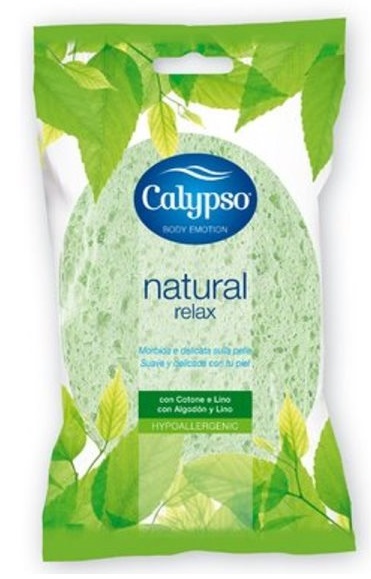 Calypso
BODY EMOTION
natural
relax
Morbida e delicata sulla pelle
Suave y delicada con tu piel
con Cotone e Lino
con Algodón y Lino
HYPOALLERGENIC